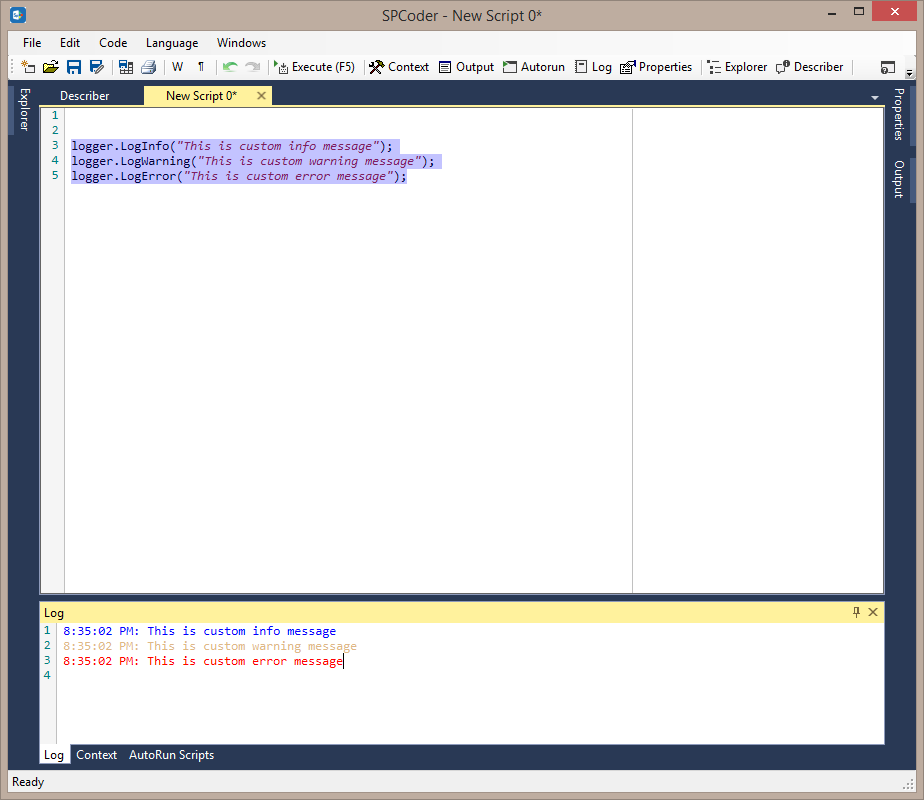 SPCoder - New Script 0*
File Edit Code Language Windows
W ¶ Execute (F5) Context Output Autorun Log Properties Explorer Describer
Explorer
Describer New Script 0*
Properties
Output
1
2
3 logger.LogInfo("This is custom info message");
4 logger.LogWarning("This is custom warning message");
5 logger.LogError("This is custom error message");
Log
1 8:35:02 PM: This is custom info message
2 8:35:02 PM: This is custom warning message
3 8:35:02 PM: This is custom error message
4
Log Context AutoRun Scripts
Ready